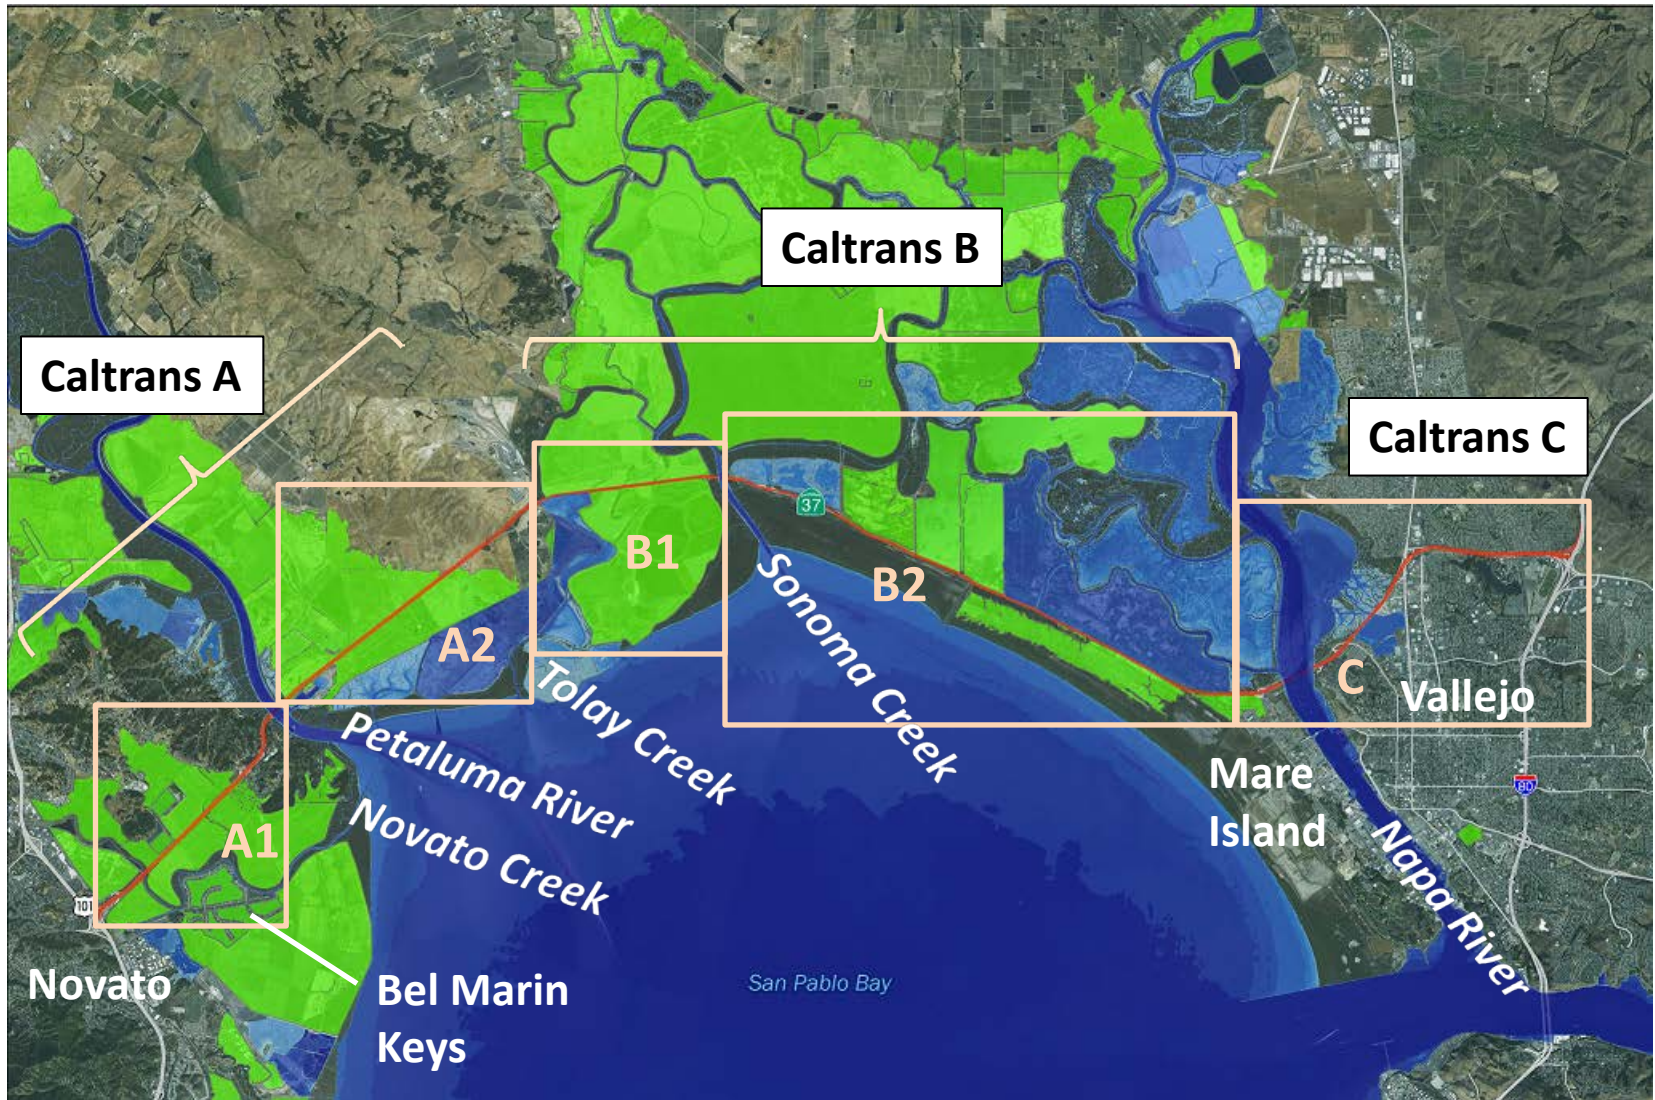 Caltrans B
Caltrans A
Caltrans C
37
B1
B2
A2
C
Vallejo
Sonoma Creek
Tolay Creek
Petaluma River
Novato Creek
Mare
Island
80
Napa River
A1
101
Novato
Bel Marin
Keys
San Pablo Bay